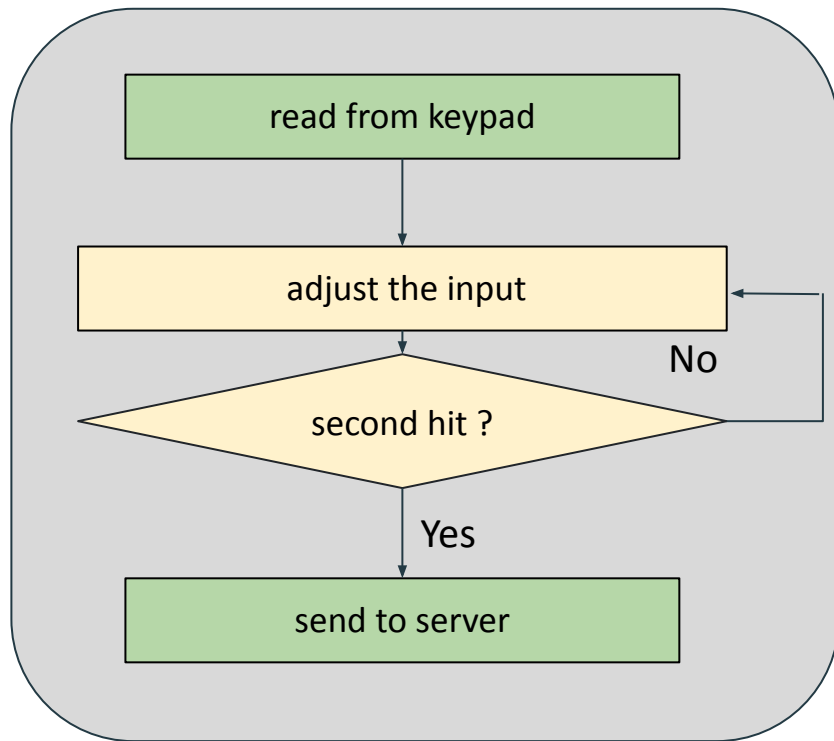 read from keypad
adjust the input
No
second hit ?
Yes
send to server